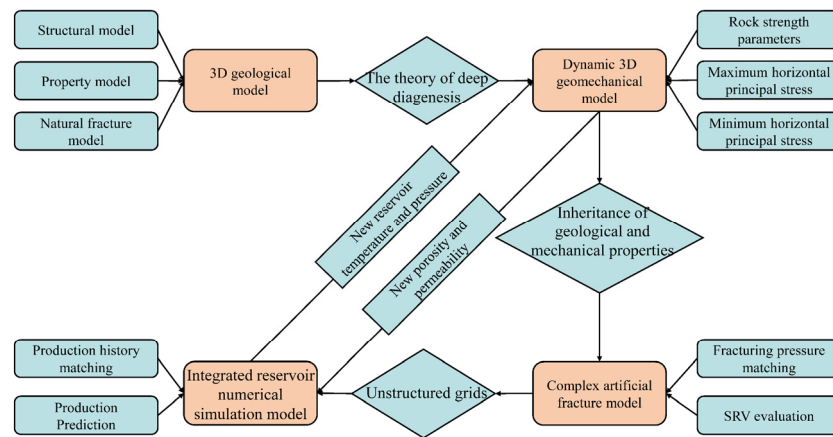 Structural model
Property model
Natural fracture
model
3D geological
model
The theory of deep
diagenesis
Dynamic 3D
geomechanical
model
Rock strength
parameters
Maximum horizontal
principal stress
Minimum horizontal
principal stress
New reservoir
temperature and pressure
New porosity and
permeability
Inheritance of
geological and
mechanical properties
Production history
matching
Production
Prediction
Integrated reservoir
numerical
simulation model
Unstructured grids
Complex artificial
fracture model
Fracturing pressure
matching
SRV evaluation